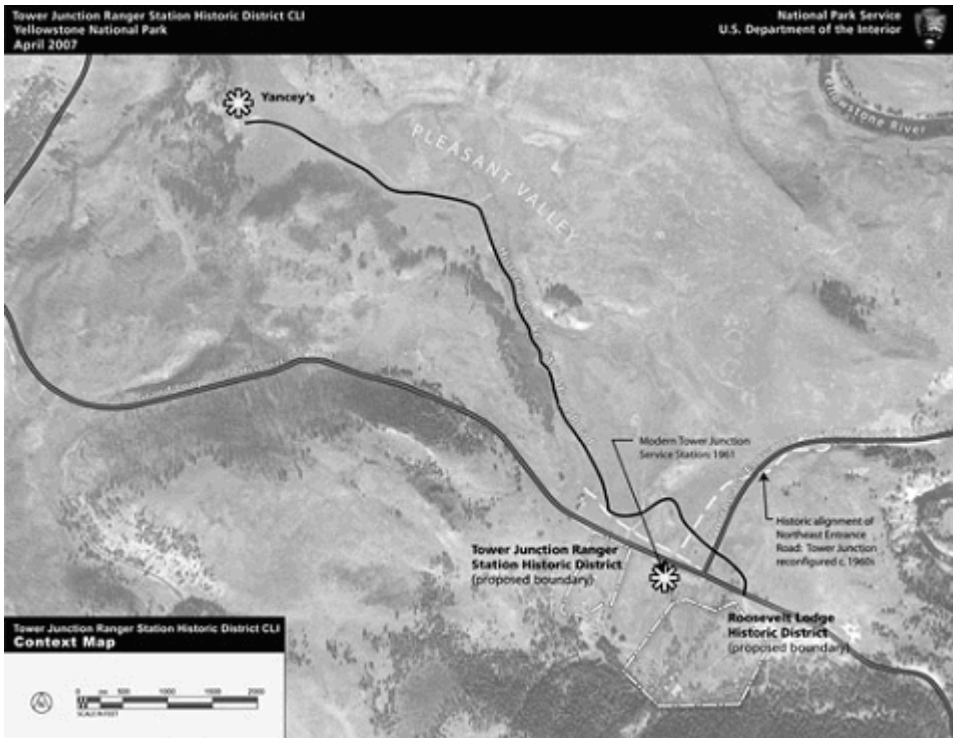 Tower Junction Ranger Station Historic District CLI
Yellowstone National Park
April 2007
National Park Service
U.S. Department of the Interior
Yancey's
PLEASANT VALLEY
Yellowstone River
Modern Tower Junction
Service Station: 1961
Historic alignment of
Northeast Entrance
Road: Tower Junction
reconfigured c. 1960s
Tower Junction Ranger
Station Historic District
(proposed boundary)
Roosevelt Lodge
Historic District
(proposed boundary)
Tower Junction Ranger Station Historic District CLI
Context Map
0 500 1000 1500 2000
SCALE IN FEET